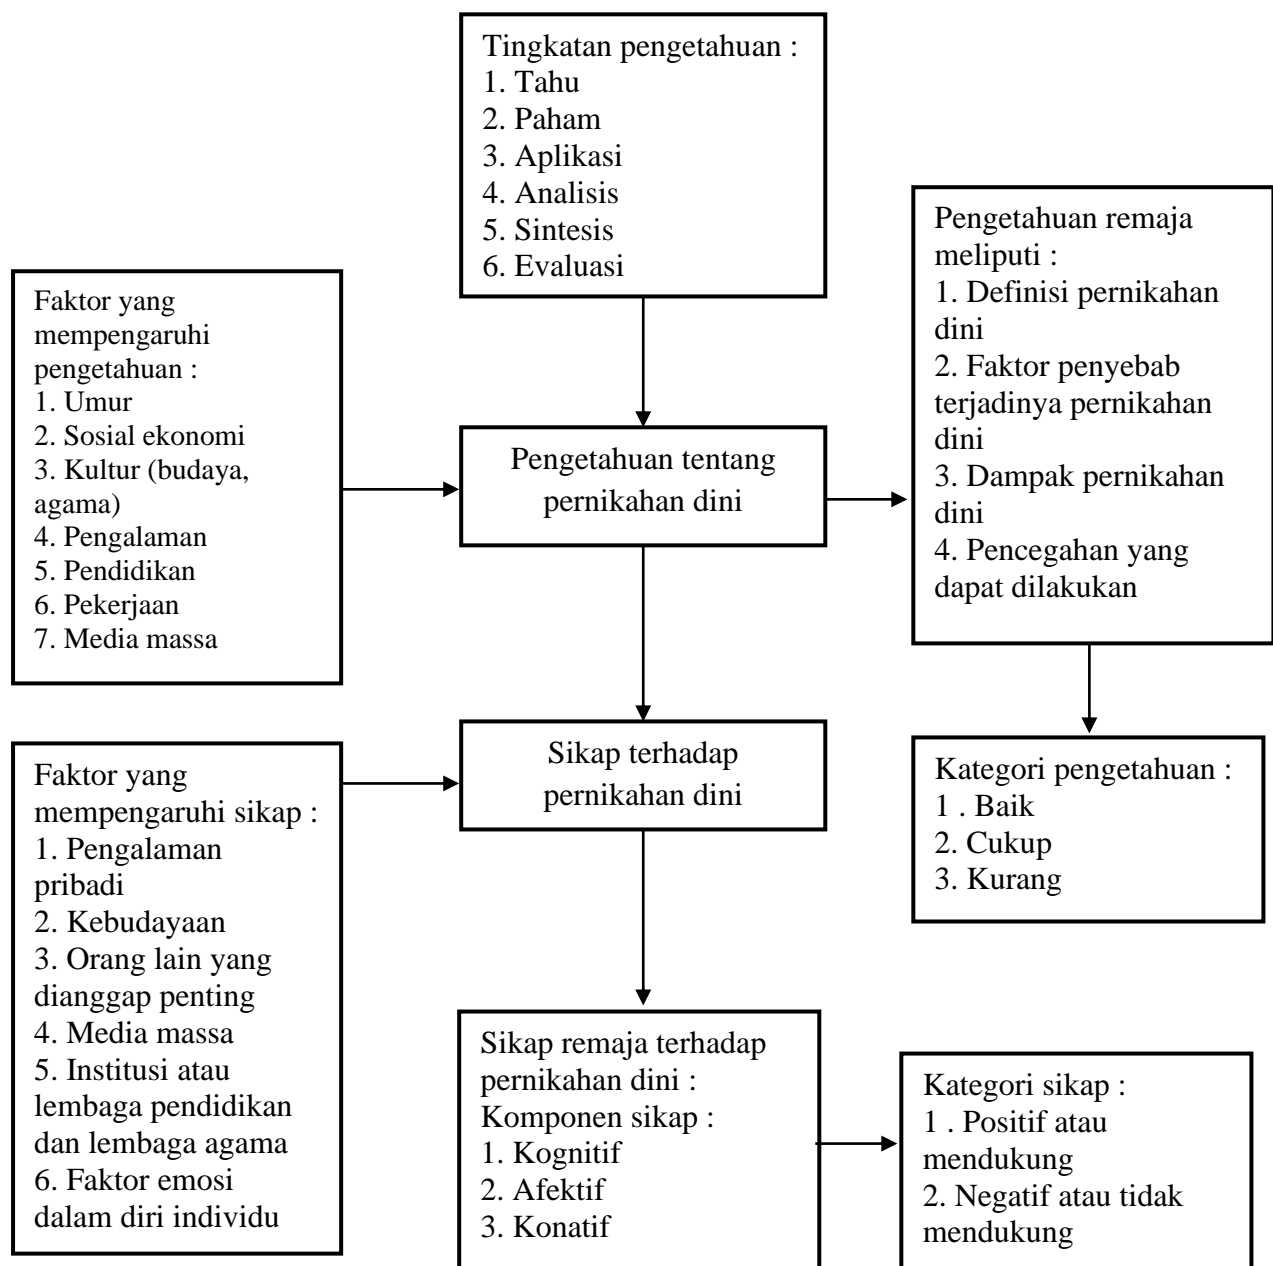 Tingkatan pengetahuan :
1. Tahu
2. Paham
3. Aplikasi
4. Analisis
5. Sintesis
6. Evaluasi
Faktor yang
mempengaruhi
pengetahuan :
1. Umur
2. Sosial ekonomi
3. Kultur (budaya,
agama)
4. Pengalaman
5. Pendidikan
6. Pekerjaan
7. Media massa
Pengetahuan tentang
pernikahan dini
Pengetahuan remaja
meliputi :
1. Definisi pernikahan
dini
2. Faktor penyebab
terjadinya pernikahan
dini
3. Dampak pernikahan
dini
4. Pencegahan yang
dapat dilakukan
Faktor yang
mempengaruhi sikap :
1. Pengalaman
pribadi
2. Kebudayaan
3. Orang lain yang
dianggap penting
4. Media massa
5. Institusi atau
lembaga pendidikan
dan lembaga agama
6. Faktor emosi
dalam diri individu
Sikap terhadap
pernikahan dini
Kategori pengetahuan :
1 . Baik
2. Cukup
3. Kurang
Sikap remaja terhadap
pernikahan dini :
Komponen sikap :
1. Kognitif
2. Afektif
3. Konatif
Kategori sikap :
1 . Positif atau
mendukung
2. Negatif atau tidak
mendukung